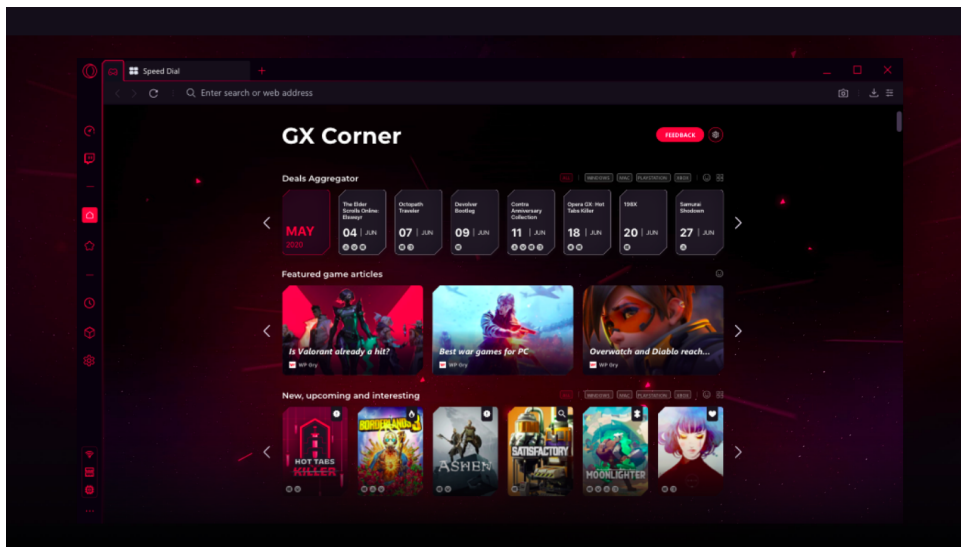 Speed Dial
Enter search or web address
GX Corner
FEEDBACK
Deals Aggregator
ALL
WINDOWS
MAC
PLAYSTATION
XBOX
MAY
2020
The Elder
Scrolls Online:
Elsweyr
04 | JUN
Octopath
Traveler
07 | JUN
Devolver
Bootleg
09 | JUN
Contra
Anniversary
Collection
11 | JUN
Opera GX: Hot
Tabs Killer
18 | JUN
198X
20 | JUN
Samurai
Shodown
27 | JUN
Featured game articles
Is Valorant already a hit?
WP Gry
Best war games for PC
WP Gry
Overwatch and Diablo reach...
WP Gry
New, upcoming and interesting
ALL
WINDOWS
MAC
PLAYSTATION
XBOX
HOT TABS
KILLER
BORDERLANDS 3
ASHEN
SATISFACTORY
MOONLIGHTER